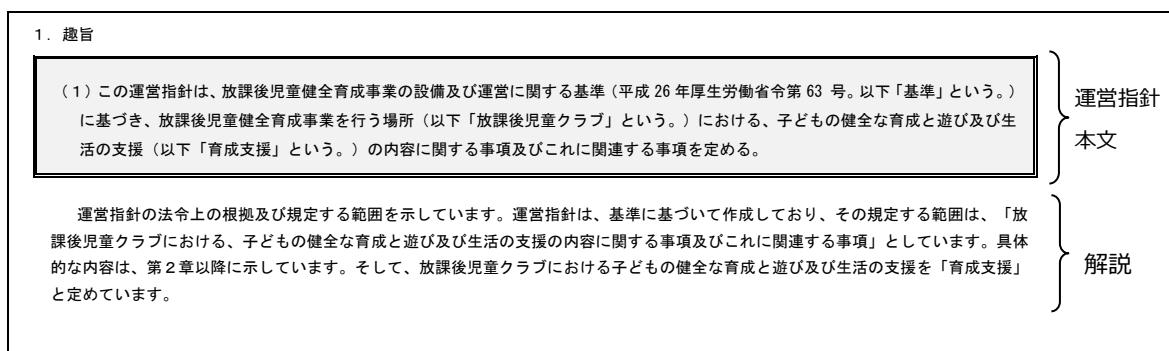 1．趣旨
（1）この運営指針は、放課後児童健全育成事業の設備及び運営に関する基準（平成 26 年厚生労働省令第 63 号。以下「基準」という。）
に基づき、放課後児童健全育成事業を行う場所（以下「放課後児童クラブ」という。）における、子どもの健全な育成と遊び及び生
活の支援（以下「育成支援」という。）の内容に関する事項及びこれに関連する事項を定める。
運営指針
本文
運営指針の法令上の根拠及び規定する範囲を示しています。運営指針は、基準に基づいて作成しており、その規定する範囲は、「放
課後児童クラブにおける、子どもの健全な育成と遊び及び生活の支援の内容に関する事項及びこれに関連する事項」としています。具体
的な内容は、第２章以降に示しています。そして、放課後児童クラブにおける子どもの健全な育成と遊び及び生活の支援を「育成支援」
と定めています。
解説